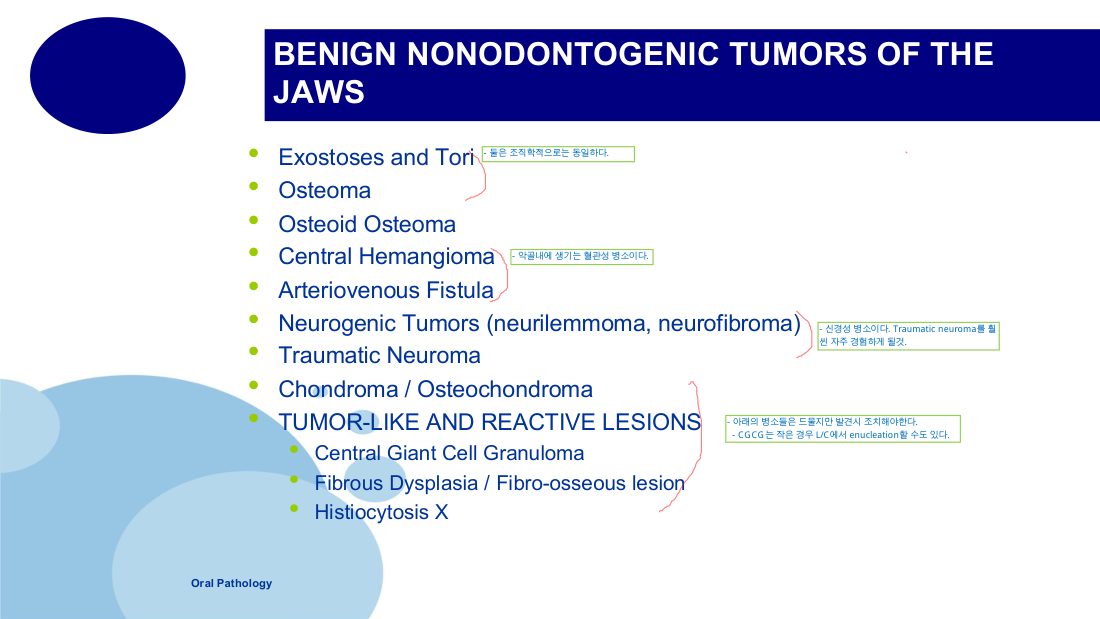 BENIGN NONODONTOGENIC TUMORS OF THE
JAWS
Exostoses and Tori
- 둘은 조직학적으로는 동일하다.
Osteoma
Osteoid Osteoma
Central Hemangioma
- 악골내에 생기는 혈관성 병소이다.
Arteriovenous Fistula
Neurogenic Tumors (neurilemmoma, neurofibroma)
- 신경성 병소이다. Traumatic neuroma를 훨
씬 자주 경험하게 될것.
Traumatic Neuroma
Chondroma / Osteochondroma
TUMOR-LIKE AND REACTIVE LESIONS
- 아래의 병소들은 드물지만 발견시 조치해야한다.
- CGCG는 작은 경우 L/C에서 enucleation할 수도 있다.
Central Giant Cell Granuloma
Fibrous Dysplasia / Fibro-osseous lesion
Histiocytosis X
Oral Pathology